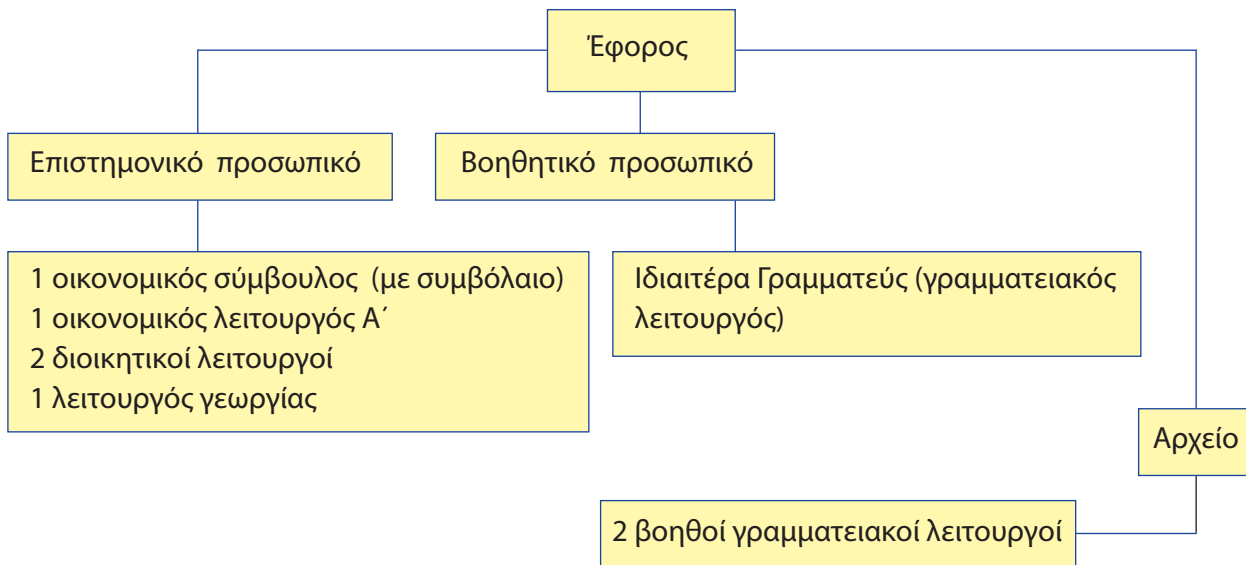 Έφορος
Επιστημονικό προσωπικό
Βοηθητικό προσωπικό
1 οικονομικός σύμβουλος (με συμβόλαιο)
1 οικονομικός λειτουργός Α΄
2 διοικητικοί λειτουργοί
1 λειτουργός γεωργίας
Ιδιαιτέρα Γραμματεύς (γραμματειακός
λειτουργός)
Αρχείο
2 βοηθοί γραμματειακοί λειτουργοί